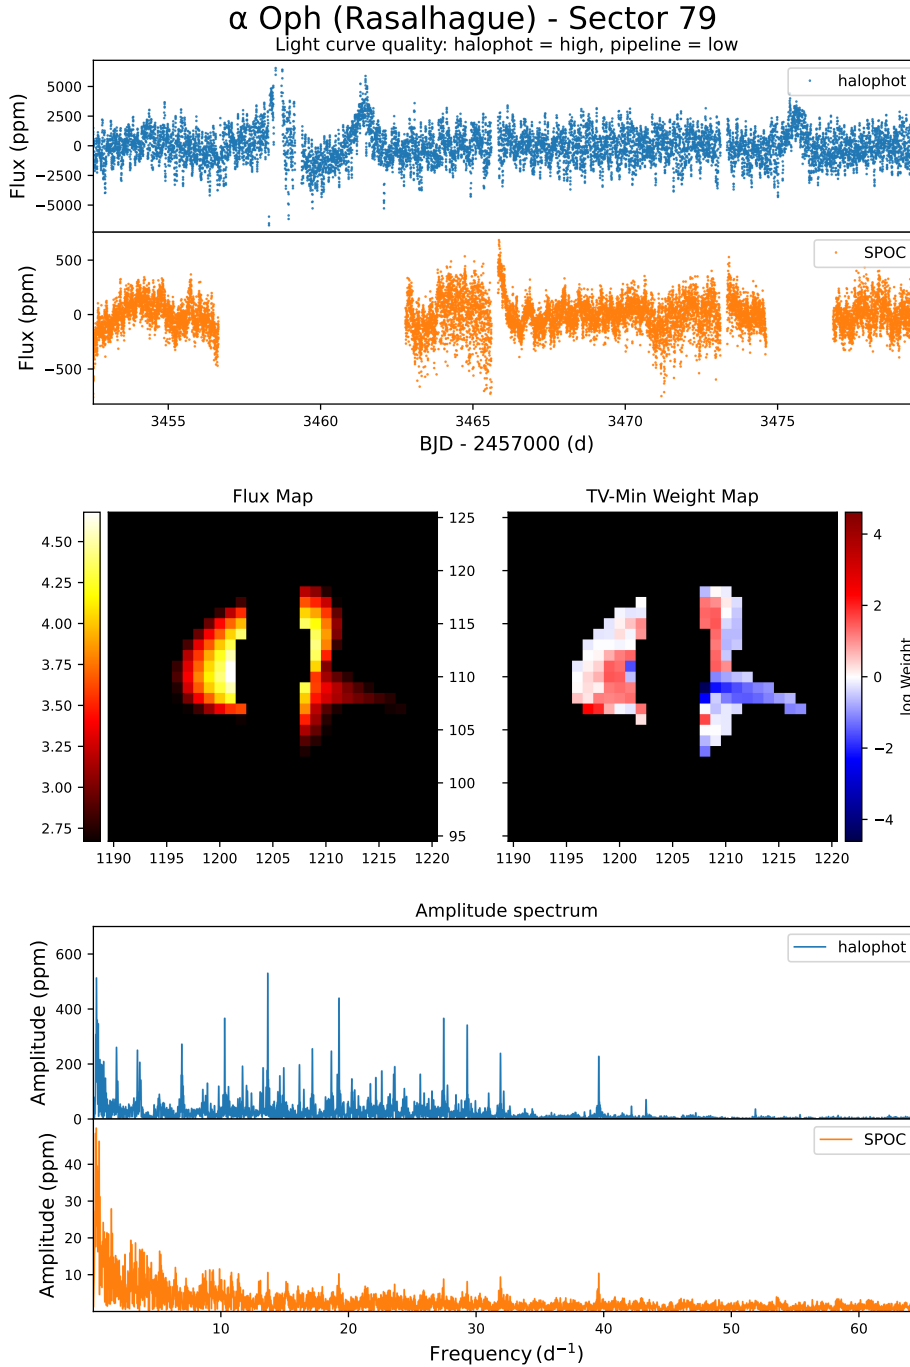 α Oph (Rasalhague) - Sector 79
Light curve quality: halophot = high, pipeline = low
Flux (ppm)
5000
2500
0
−2500
−5000
halophot
Flux (ppm)
500
0
−500
SPOC
3455 3460 3465 3470 3475
BJD - 2457000 (d)
Flux Map
4.50
4.25
4.00
3.75
3.50
3.25
3.00
2.75
125
120
115
110
105
100
95
1190 1195 1200 1205 1210 1215 1220
TV-Min Weight Map
4
2
0
−2
−4
log Weight
1190 1195 1200 1205 1210 1215 1220
Amplitude spectrum
Amplitude (ppm)
600
400
200
0
halophot
Amplitude (ppm)
40
30
20
10
SPOC
10 20 30 40 50 60
Frequency (d⁻¹)